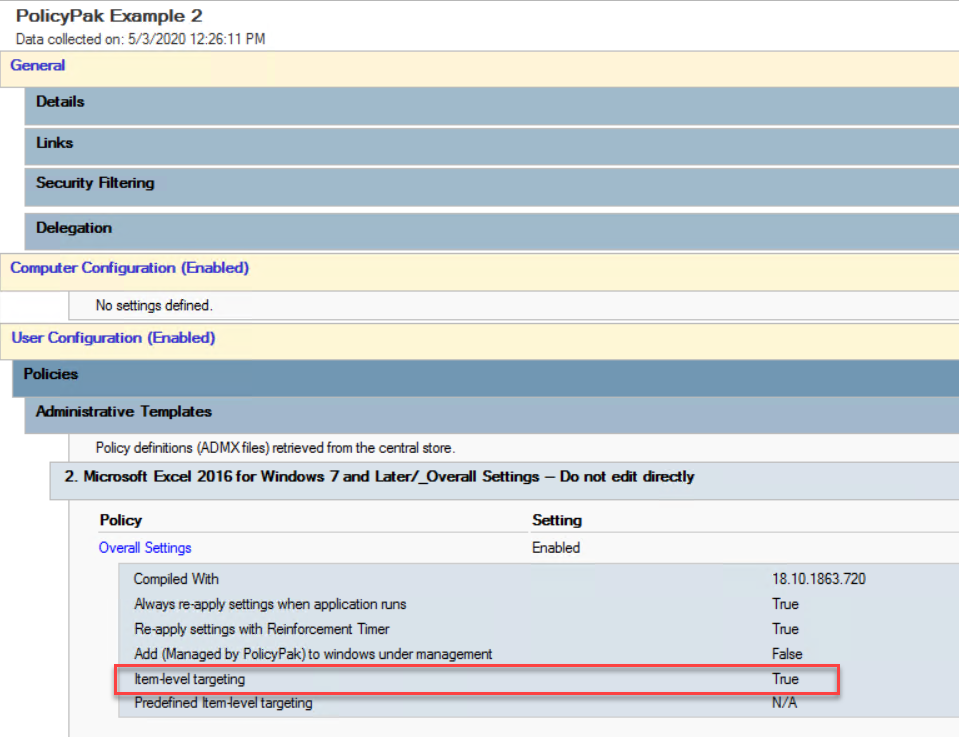 PolicyPak Example 2
Data collected on: 5/3/2020 12:26:11 PM
General
Details
Links
Security Filtering
Delegation
Computer Configuration (Enabled)
No settings defined.
User Configuration (Enabled)
Policies
Administrative Templates
Policy definitions (ADMX files) retrieved from the central store.
2. Microsoft Excel 2016 for Windows 7 and Later/_Overall Settings – Do not edit directly
Policy Setting
Overall Settings Enabled
Compiled With 18.10.1863.720
Always re-apply settings when application runs True
Re-apply settings with Reinforcement Timer True
Add (Managed by PolicyPak) to windows under management False
Item-level targeting True
Predefined Item-level targeting N/A